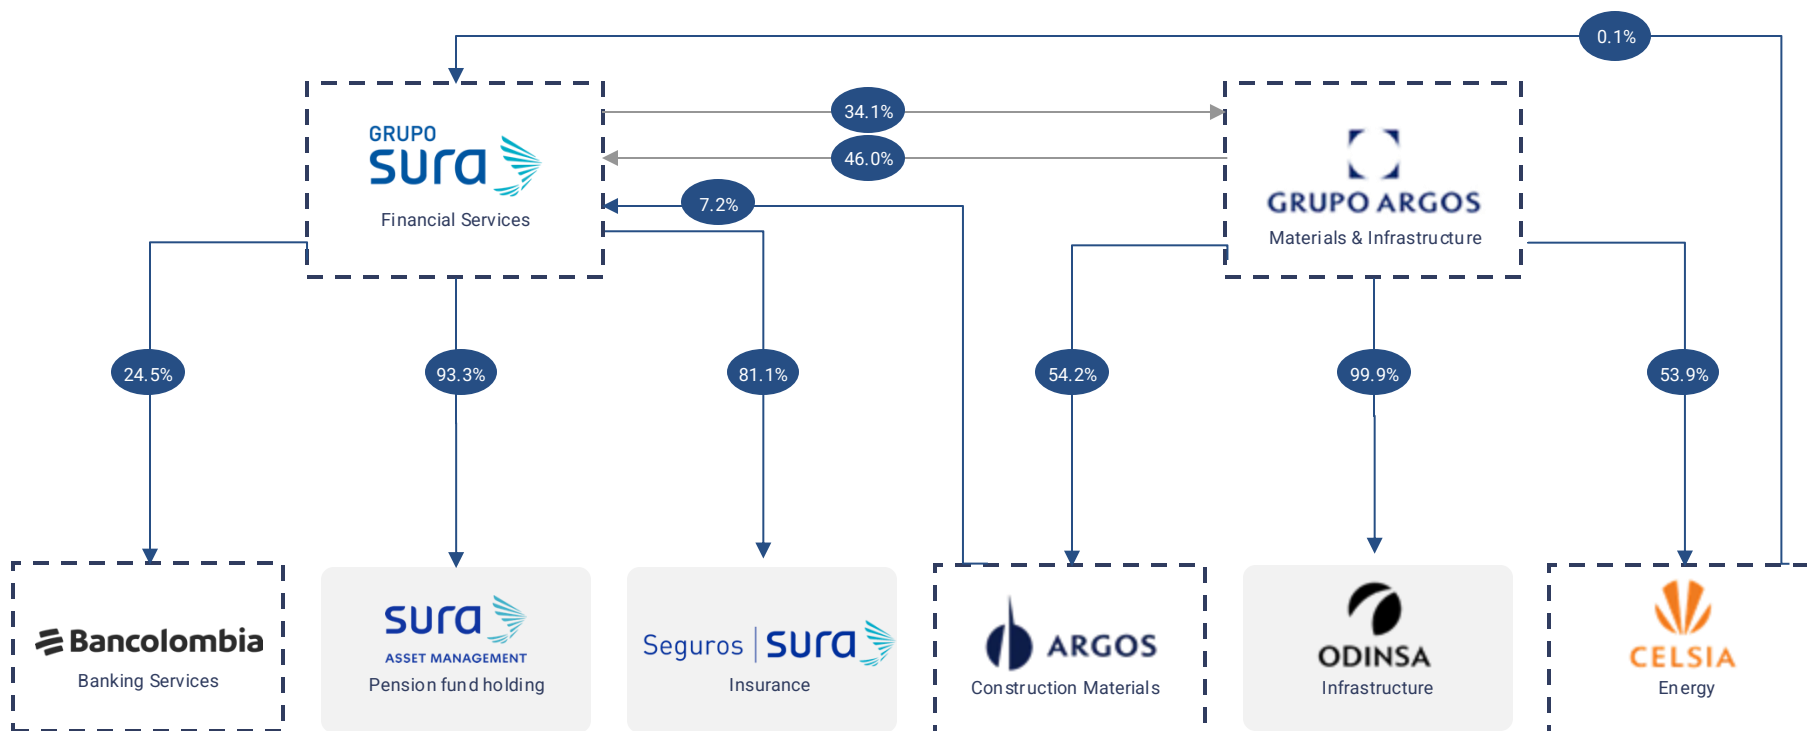 0.1%
34.1%
46.0%
7.2%
GRUPO
sura
Financial Services
GRUPO ARGOS
Materials & Infrastructure
24.5%
93.3%
81.1%
54.2%
99.9%
53.9%
Bancolombia
Banking Services
sura
ASSET MANAGEMENT
Pension fund holding
Seguros | sura
Insurance
ARGOS
Construction Materials
ODINSA
Infrastructure
CELSIA
Energy